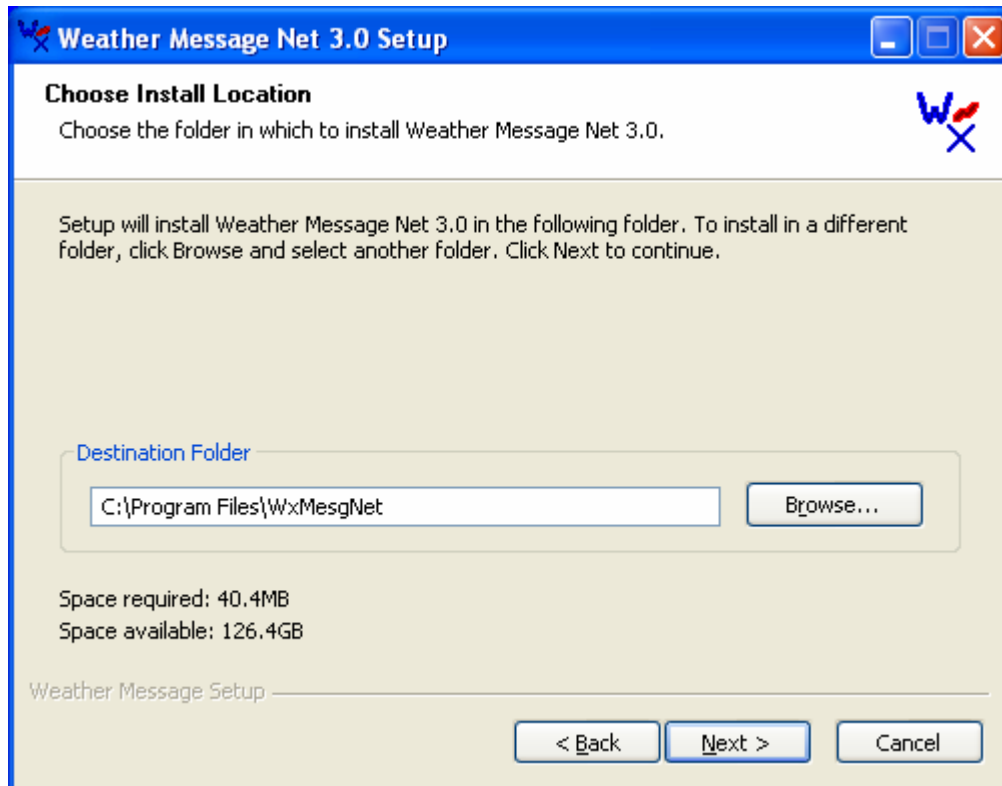 Weather Message Net 3.0 Setup
Choose Install Location
Choose the folder in which to install Weather Message Net 3.0.
Setup will install Weather Message Net 3.0 in the following folder. To install in a different
folder, click Browse and select another folder. Click Next to continue.
Destination Folder
C:\Program Files\WxMesgNet
Browse...
Space required: 40.4MB
Space available: 126.4GB
Weather Message Setup
< Back
Next >
Cancel